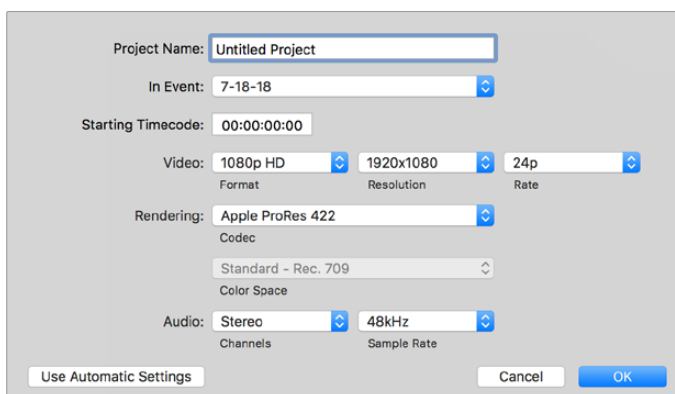 Project Name: Untitled Project
In Event: 7-18-18
Starting Timecode: 00:00:00:00
Video: 1080p HD 1920x1080 24p
Format Resolution Rate
Rendering: Apple ProRes 422
Codec
Standard - Rec. 709
Color Space
Audio: Stereo 48kHz
Channels Sample Rate
Use Automatic Settings Cancel OK